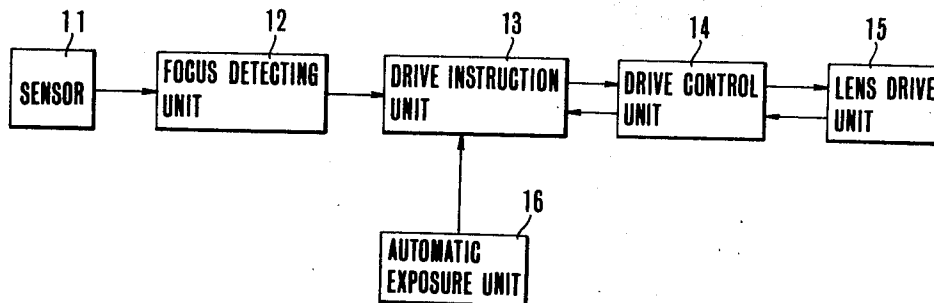 11
SENSOR
12
FOCUS DETECTING
UNIT
13
DRIVE INSTRUCTION
UNIT
14
DRIVE CONTROL
UNIT
15
LENS DRIVE
UNIT
16
AUTOMATIC
EXPOSURE UNIT